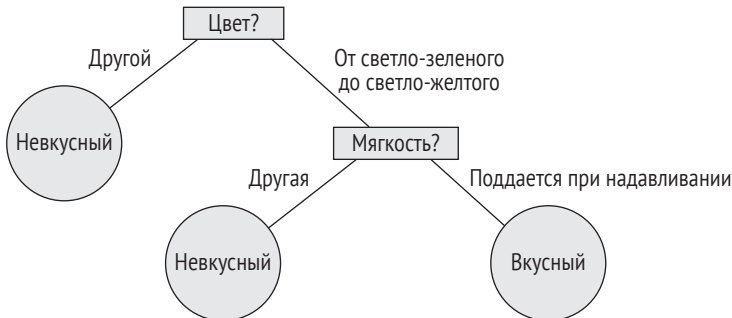 Цвет?
Другой
От светло-зеленого
до светло-желтого
Невкусный
Мягкость?
Другая
Поддается при надавливании
Невкусный
Вкусный